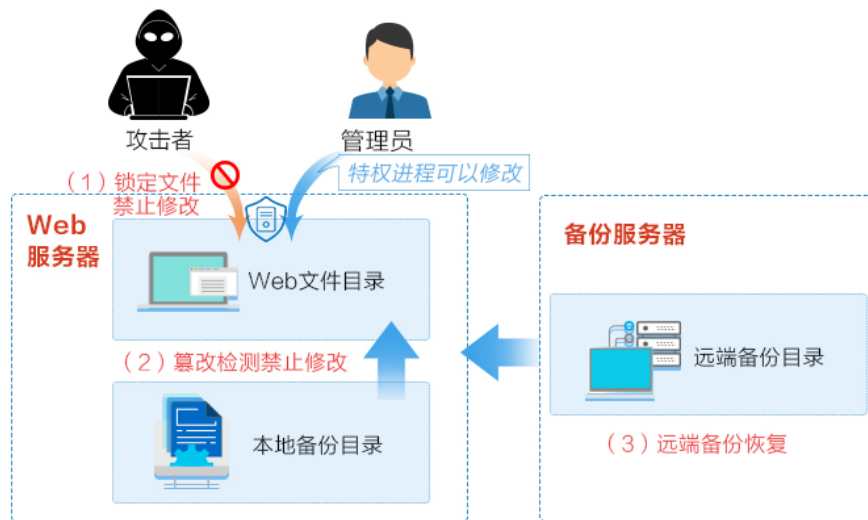 攻击者
管理员
特权进程可以修改
（1）锁定文件
禁止修改
Web
服务器
Web文件目录
（2）篡改检测禁止修改
本地备份目录
备份服务器
远端备份目录
（3）远端备份恢复